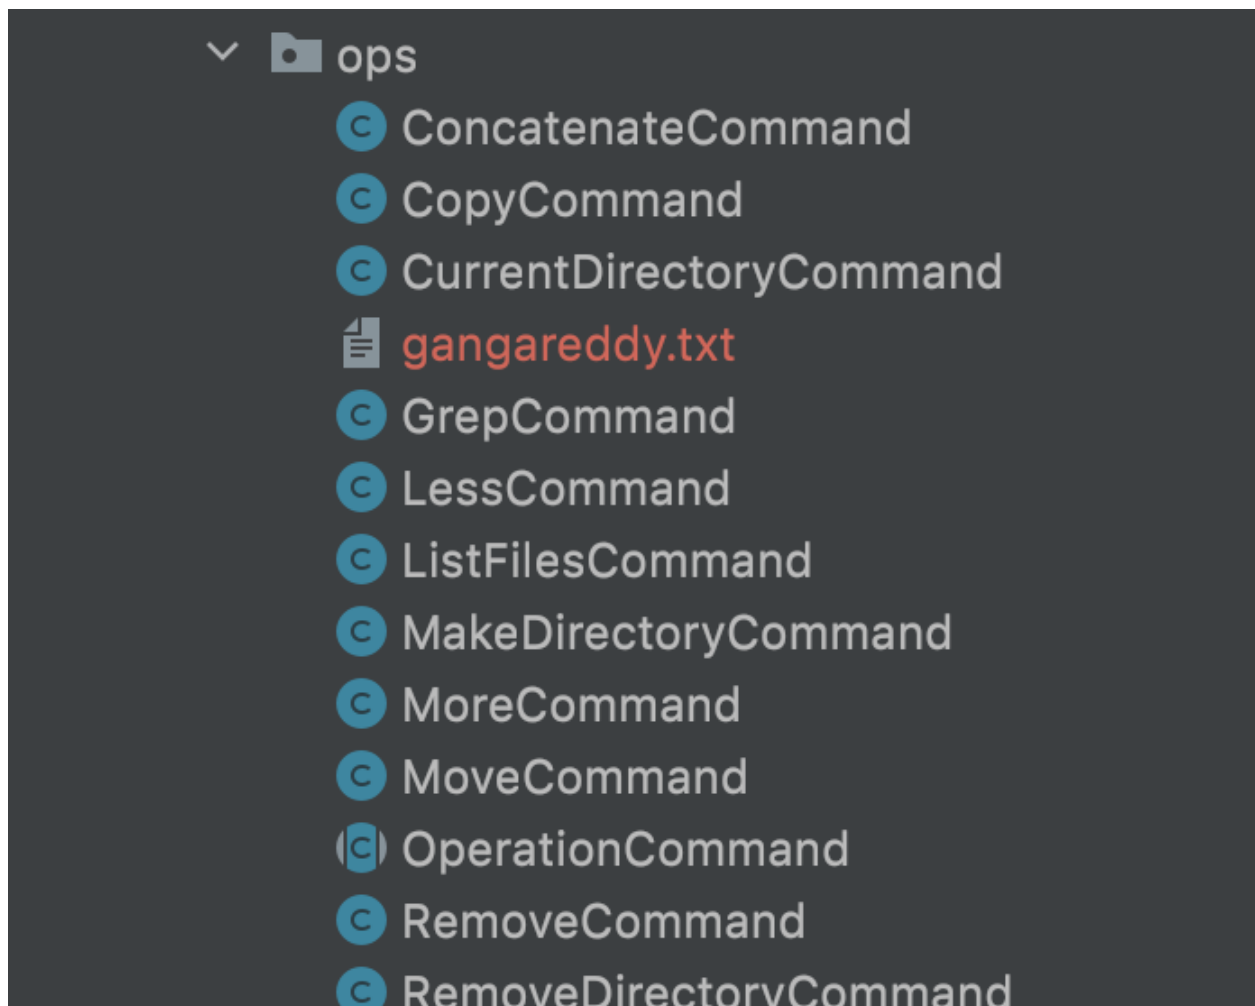 ops
ConcatenateCommand
CopyCommand
CurrentDirectoryCommand
gangareddy.txt
GrepCommand
LessCommand
ListFilesCommand
MakeDirectoryCommand
MoreCommand
MoveCommand
OperationCommand
RemoveCommand
RemoveDirectoryCommand